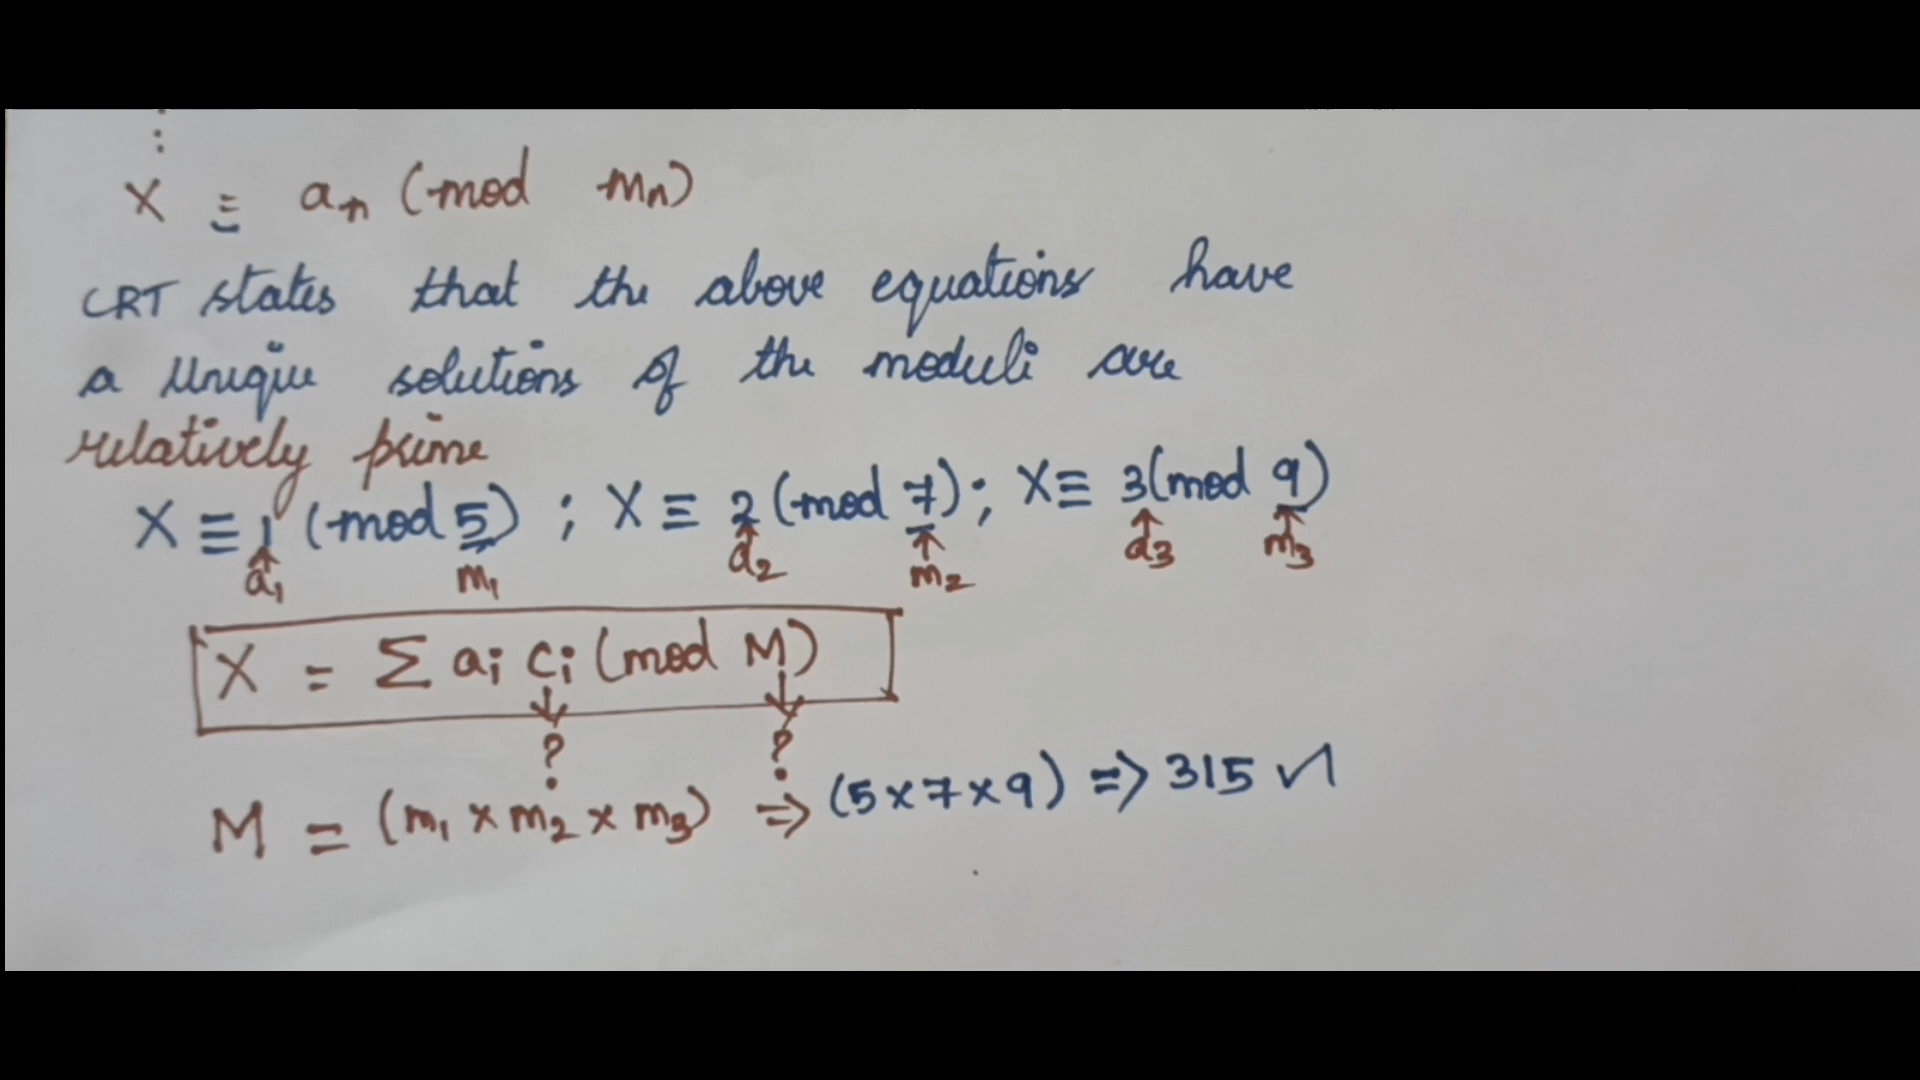 ⋮
X ≡ aₙ (mod mₙ)
CRT states that the above equations have
a Unique solutions of the moduli are
relatively prime
X ≡ 1 (mod 5) ; X ≡ 2 (mod 7) ; X ≡ 3 (mod 9)
a₁ m₁ a₂ m₂ a₃ m₃
X = Σ aᵢ cᵢ (mod M)
? ?
M = (m₁ × m₂ × m₃) ⇒ (5×7×9) ⇒ 315 ✓